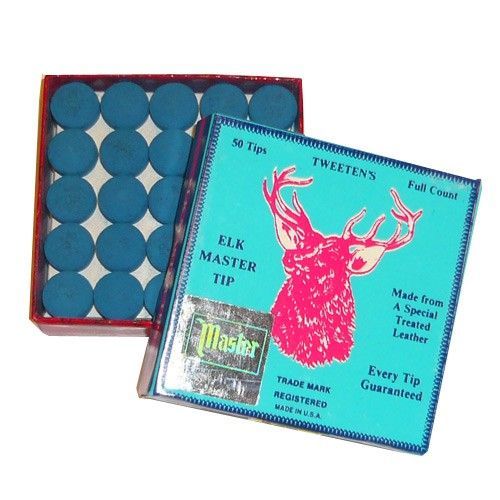 50 Tips
TWEETEN'S
Full Count
ELK
MASTER
TIP
Made from
A Special
Treated
Leather
Master
Every Tip
Guaranteed
TRADE MARK
REGISTERED
MADE IN U.S.A.